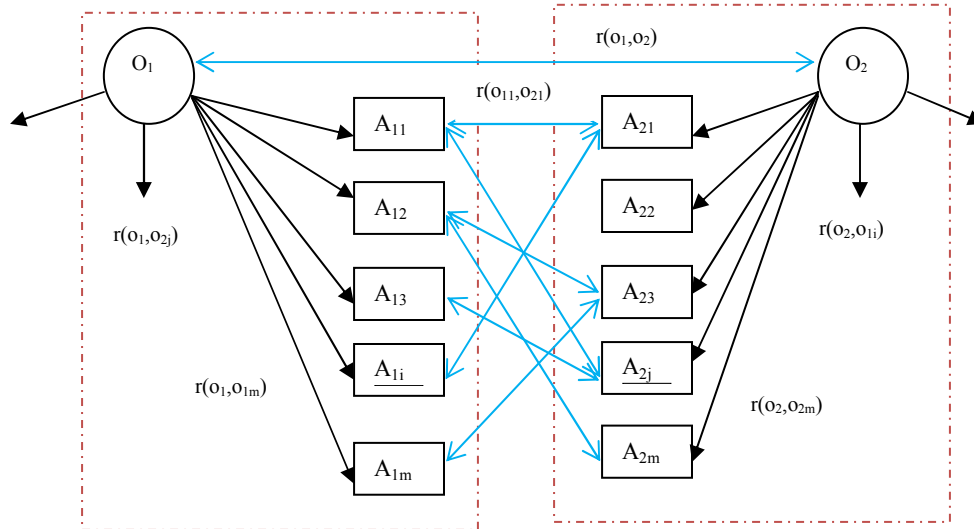 r(o₁,o₂)
O₁
O₂
r(o₁₁,o₂₁)
A₁₁
A₂₁
A₁₂
A₂₂
r(o₁,o₂ⱼ)
r(o₂,o₁ᵢ)
A₁₃
A₂₃
A₁ᵢ
A₂ⱼ
r(o₁,o₁ₘ)
r(o₂,o₂ₘ)
A₁ₘ
A₂ₘ